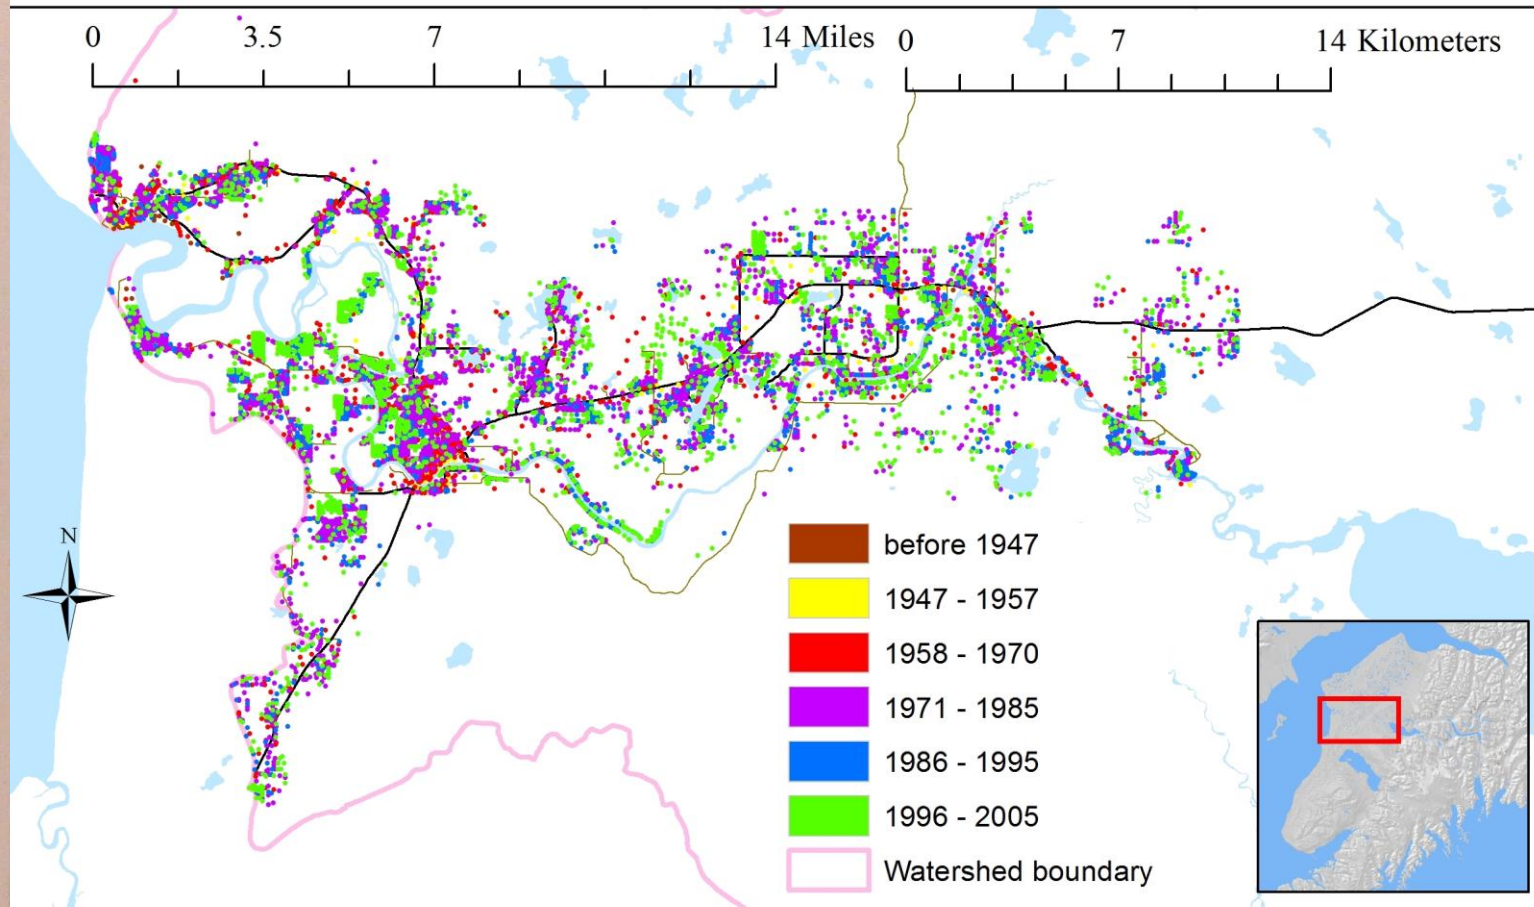 0 3.5 7 14 Miles 0 7 14 Kilometers
N
before 1947
1947 - 1957
1958 - 1970
1971 - 1985
1986 - 1995
1996 - 2005
Watershed boundary